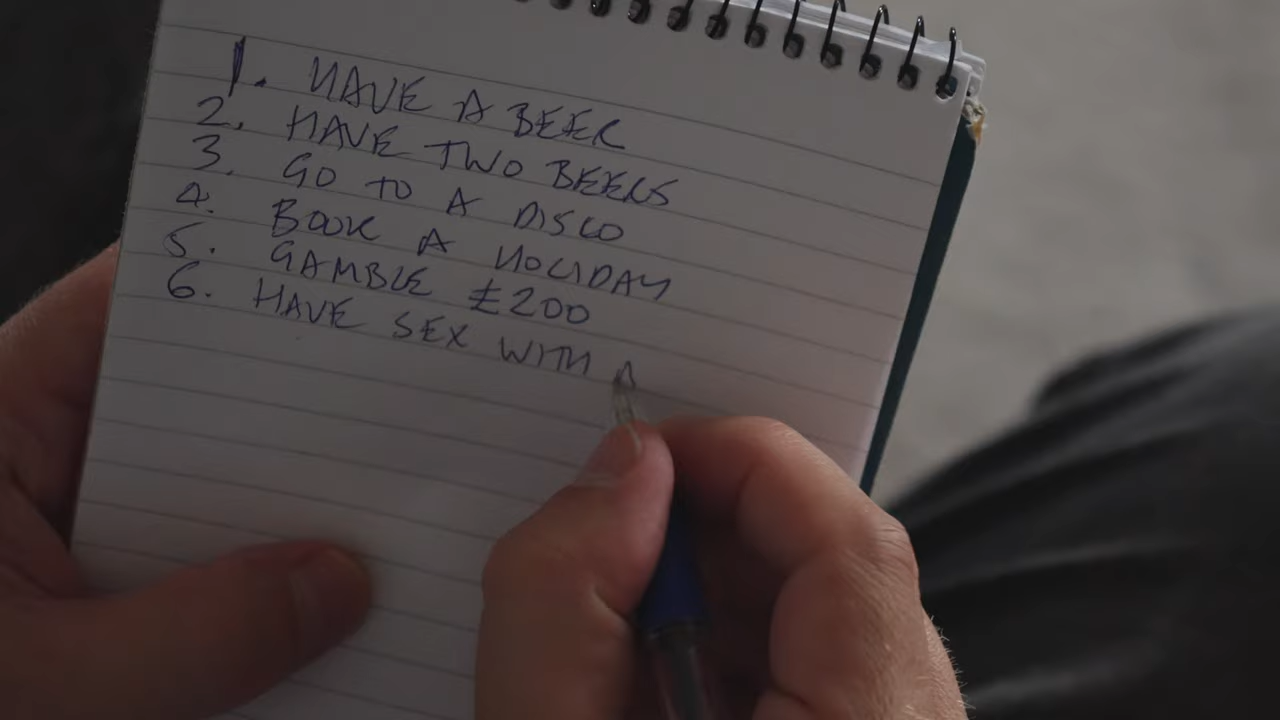 1. HAVE A BEER
2. HAVE TWO BEERS
3. GO TO A DISCO
4. BOOK A HOLIDAY
5. GAMBLE £200
6. HAVE SEX WITH A